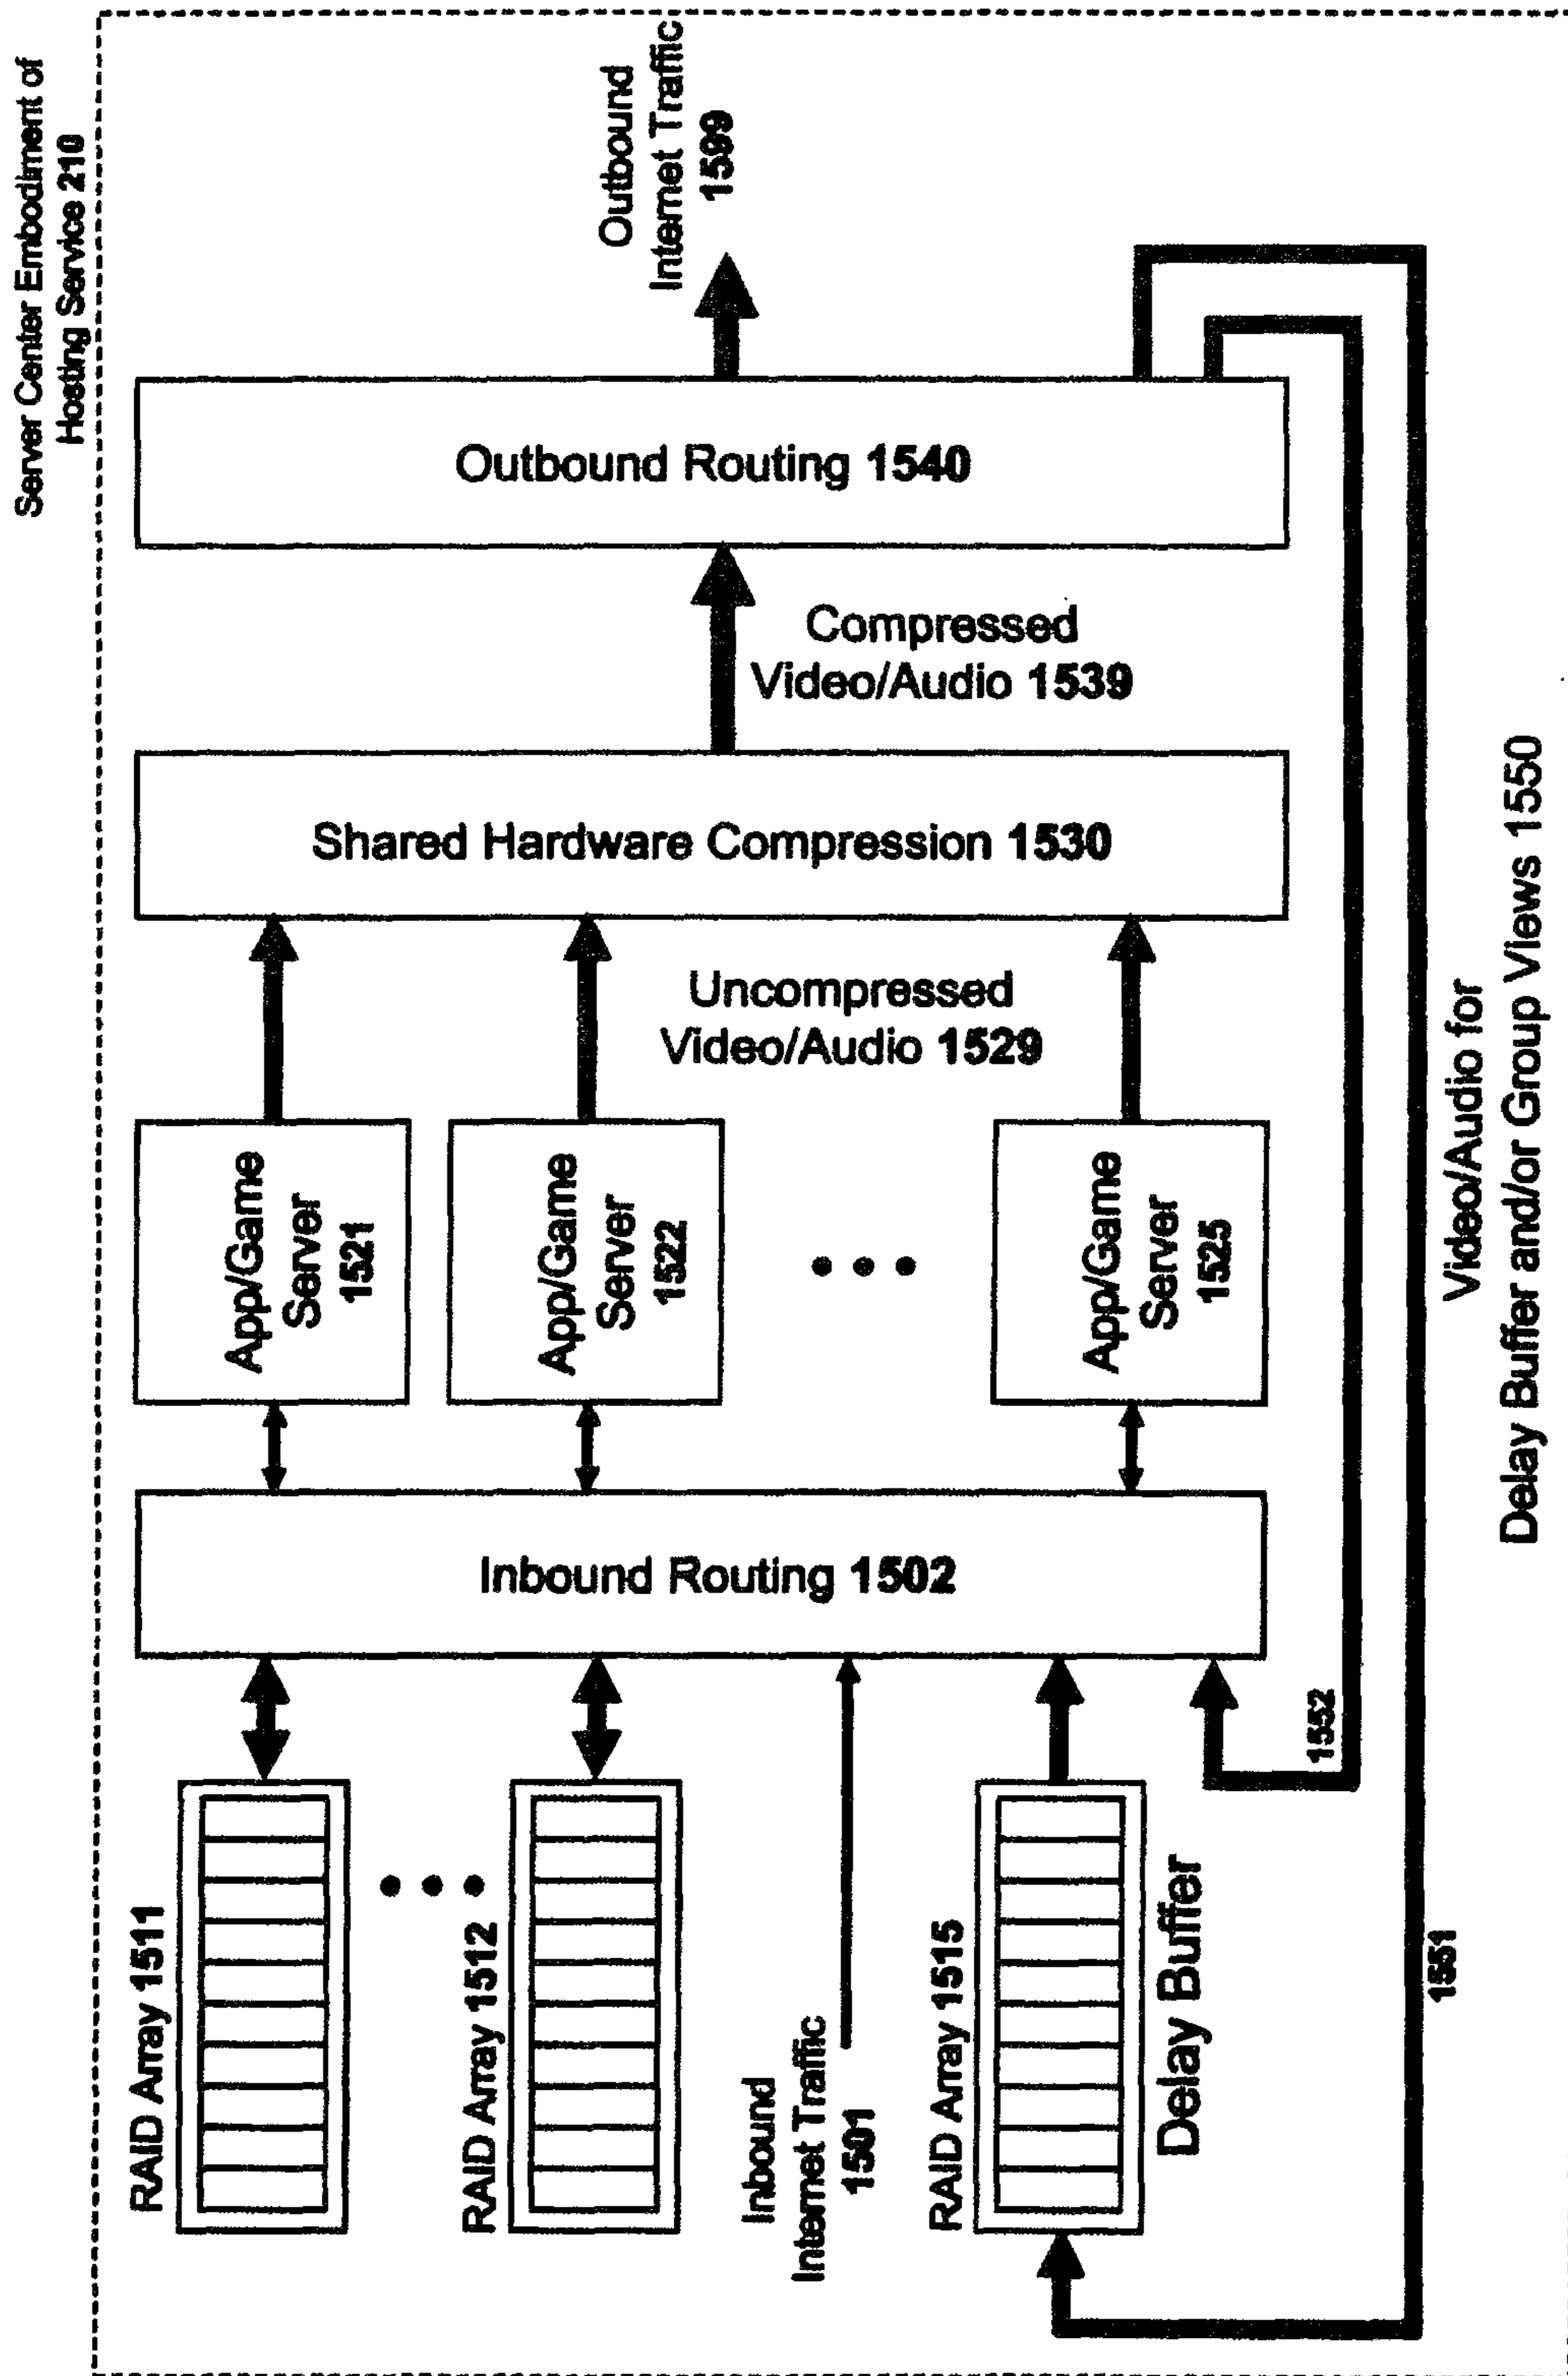 Server Center Embodiment of
Hosting Service 210
RAID Array 1511
RAID Array 1512
Inbound
Internet Traffic
1501
RAID Array 1515
Delay Buffer
Inbound Routing 1502
App/Game
Server
1521
App/Game
Server
1522
App/Game
Server
1525
Uncompressed
Video/Audio 1529
Shared Hardware Compression 1530
Compressed
Video/Audio 1539
Outbound Routing 1540
Outbound
Internet Traffic
1599
1552
1551
Video/Audio for
Delay Buffer and/or Group Views 1550